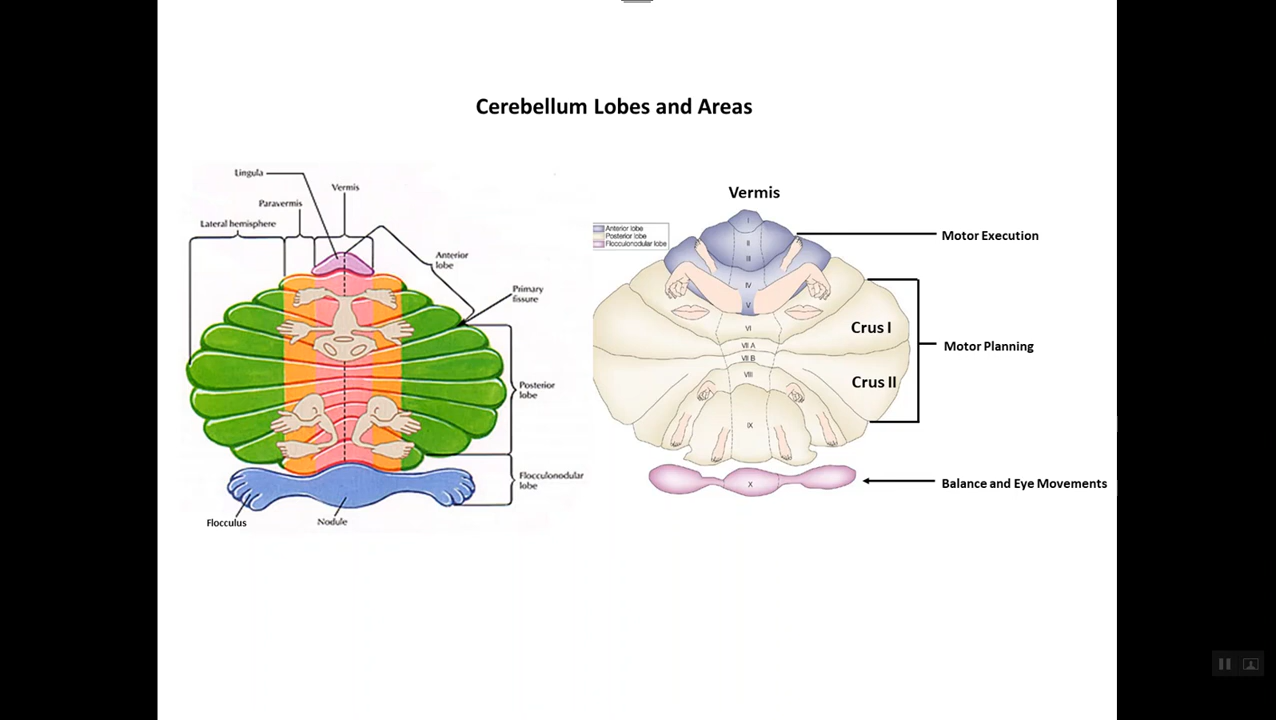 Cerebellum Lobes and Areas
Lingula
Vermis
Paravermis
Lateral hemisphere
Anterior
lobe
Primary
fissure
Posterior
lobe
Flocculonodular
lobe
Flocculus
Nodule
Vermis
Anterior lobe
Posterior lobe
Flocculonodular lobe
I
II
III
IV
V
VI
VII A
VII B
VIII
IX
X
Crus I
Crus II
Motor Execution
Motor Planning
Balance and Eye Movements